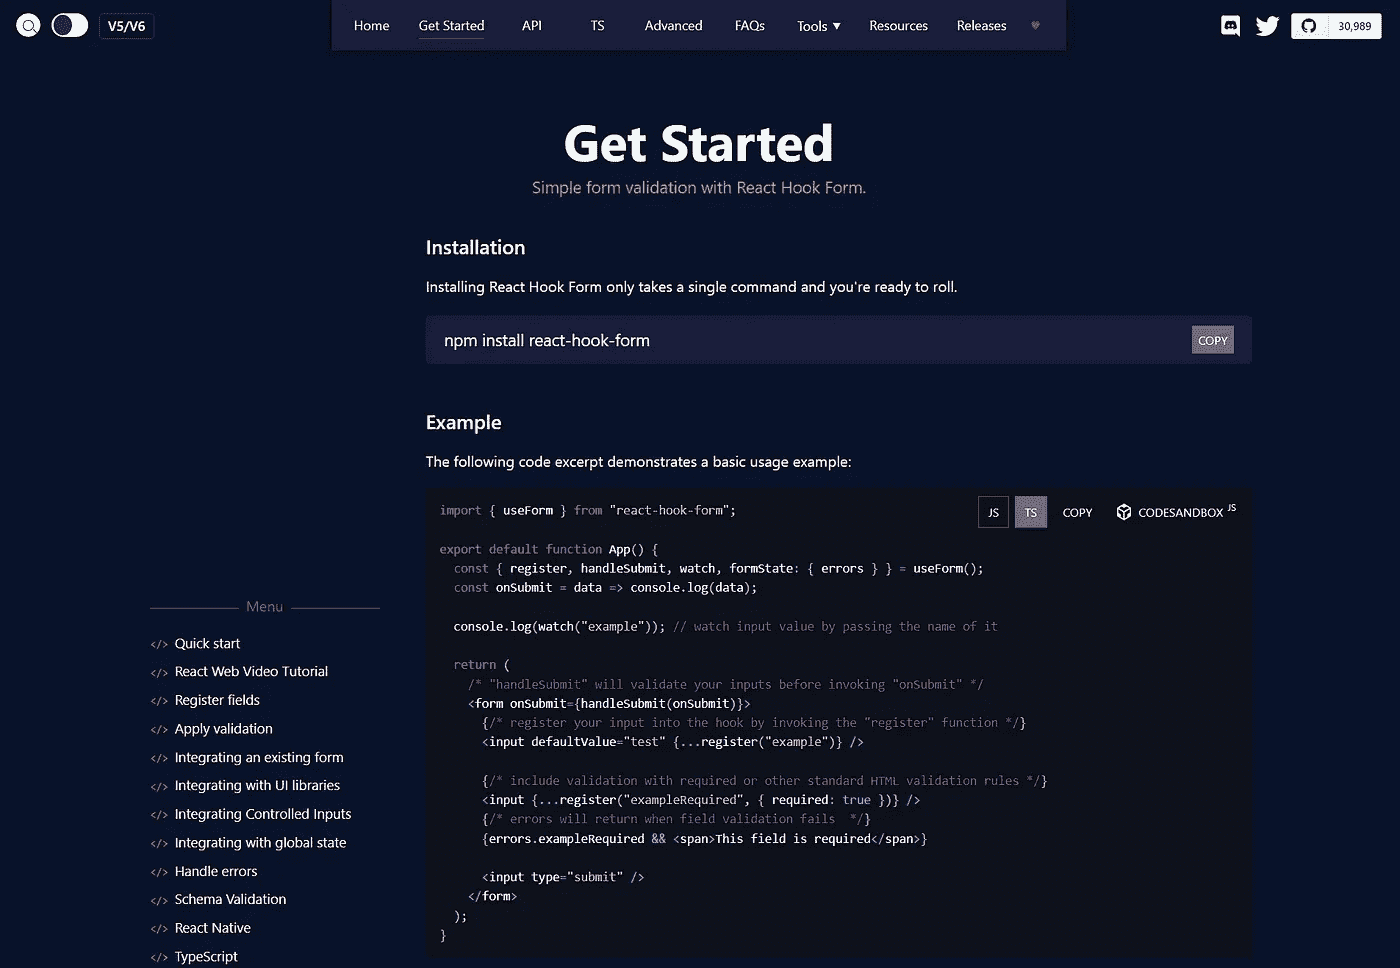 V5/V6
Home Get Started API TS Advanced FAQs Tools ▼ Resources Releases
30,989
Get Started
Simple form validation with React Hook Form.
Installation
Installing React Hook Form only takes a single command and you're ready to roll.
npm install react-hook-form COPY
Example
The following code excerpt demonstrates a basic usage example:
JS TS COPY CODESANDBOX JS
import { useForm } from "react-hook-form";
export default function App() {
  const { register, handleSubmit, watch, formState: { errors } } = useForm();
  const onSubmit = data => console.log(data);
  console.log(watch("example")); // watch input value by passing the name of it
  return (
    /* "handleSubmit" will validate your inputs before invoking "onSubmit" */
    <form onSubmit={handleSubmit(onSubmit)}>
      {/* register your input into the hook by invoking the "register" function */}
      <input defaultValue="test" {...register("example")} />
      {/* include validation with required or other standard HTML validation rules */}
      <input {...register("exampleRequired", { required: true })} />
      {/* errors will return when field validation fails  */}
      {errors.exampleRequired && <span>This field is required</span>}
      <input type="submit" />
    </form>
  );
}
Menu
</> Quick start
</> React Web Video Tutorial
</> Register fields
</> Apply validation
</> Integrating an existing form
</> Integrating with UI libraries
</> Integrating Controlled Inputs
</> Integrating with global state
</> Handle errors
</> Schema Validation
</> React Native
</> TypeScript